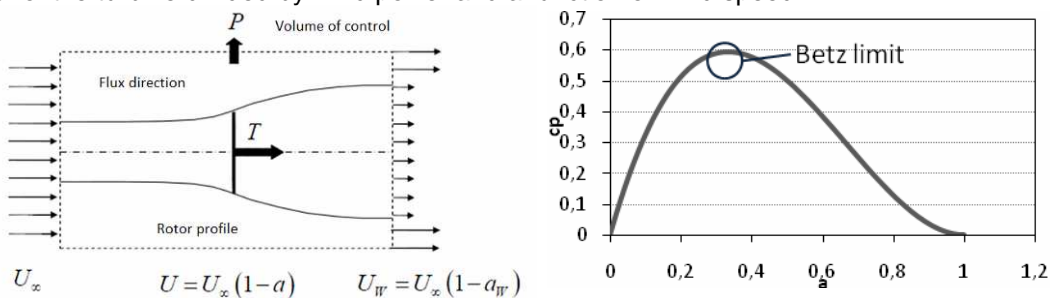 P
Volume of control
Flux direction
T
Rotor profile
U∞
U = U∞ (1 − a)
U_W = U∞ (1 − a_W)
0,7
0,6
0,5
0,4
0,3
0,2
0,1
0
cp
Betz limit
0 0,2 0,4 0,6 0,8 1 1,2
a